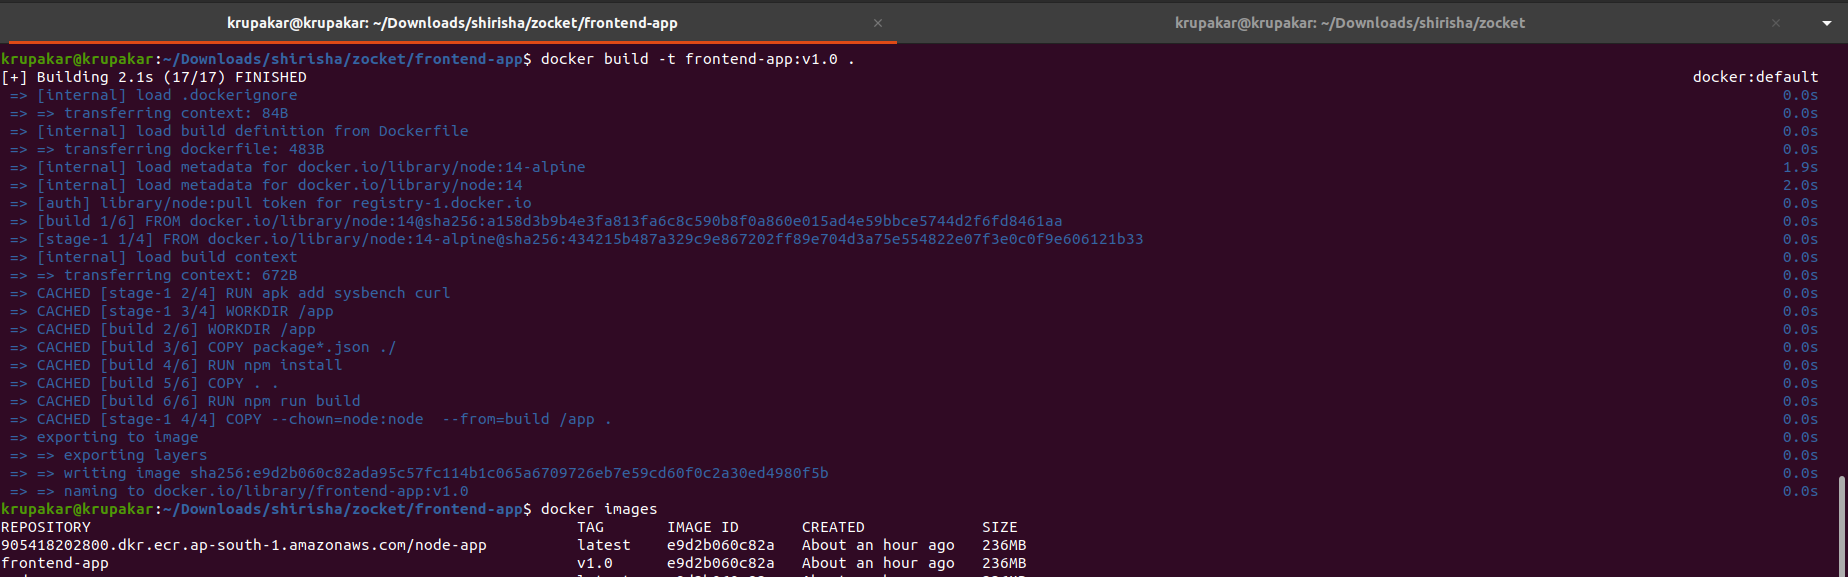 krupakar@krupakar: ~/Downloads/shirisha/zocket/frontend-app × krupakar@krupakar: ~/Downloads/shirisha/zocket ×
krupakar@krupakar:~/Downloads/shirisha/zocket/frontend-app$ docker build -t frontend-app:v1.0 .
[+] Building 2.1s (17/17) FINISHED docker:default
=> [internal] load .dockerignore 0.0s
=> => transferring context: 84B 0.0s
=> [internal] load build definition from Dockerfile 0.0s
=> => transferring dockerfile: 483B 0.0s
=> [internal] load metadata for docker.io/library/node:14-alpine 1.9s
=> [internal] load metadata for docker.io/library/node:14 2.0s
=> [auth] library/node:pull token for registry-1.docker.io 0.0s
=> [build 1/6] FROM docker.io/library/node:14@sha256:a158d3b9b4e3fa813fa6c8c590b8f0a860e015ad4e59bbce5744d2f6fd8461aa 0.0s
=> [stage-1 1/4] FROM docker.io/library/node:14-alpine@sha256:434215b487a329c9e867202ff89e704d3a75e554822e07f3e0c0f9e606121b33 0.0s
=> [internal] load build context 0.0s
=> => transferring context: 672B 0.0s
=> CACHED [stage-1 2/4] RUN apk add sysbench curl 0.0s
=> CACHED [stage-1 3/4] WORKDIR /app 0.0s
=> CACHED [build 2/6] WORKDIR /app 0.0s
=> CACHED [build 3/6] COPY package*.json ./ 0.0s
=> CACHED [build 4/6] RUN npm install 0.0s
=> CACHED [build 5/6] COPY . . 0.0s
=> CACHED [build 6/6] RUN npm run build 0.0s
=> CACHED [stage-1 4/4] COPY --chown=node:node  --from=build /app . 0.0s
=> exporting to image 0.0s
=> => exporting layers 0.0s
=> => writing image sha256:e9d2b060c82ada95c57fc114b1c065a6709726eb7e59cd60f0c2a30ed4980f5b 0.0s
=> => naming to docker.io/library/frontend-app:v1.0 0.0s
krupakar@krupakar:~/Downloads/shirisha/zocket/frontend-app$ docker images
REPOSITORY TAG IMAGE ID CREATED SIZE
905418202800.dkr.ecr.ap-south-1.amazonaws.com/node-app latest e9d2b060c82a About an hour ago 236MB
frontend-app v1.0 e9d2b060c82a About an hour ago 236MB